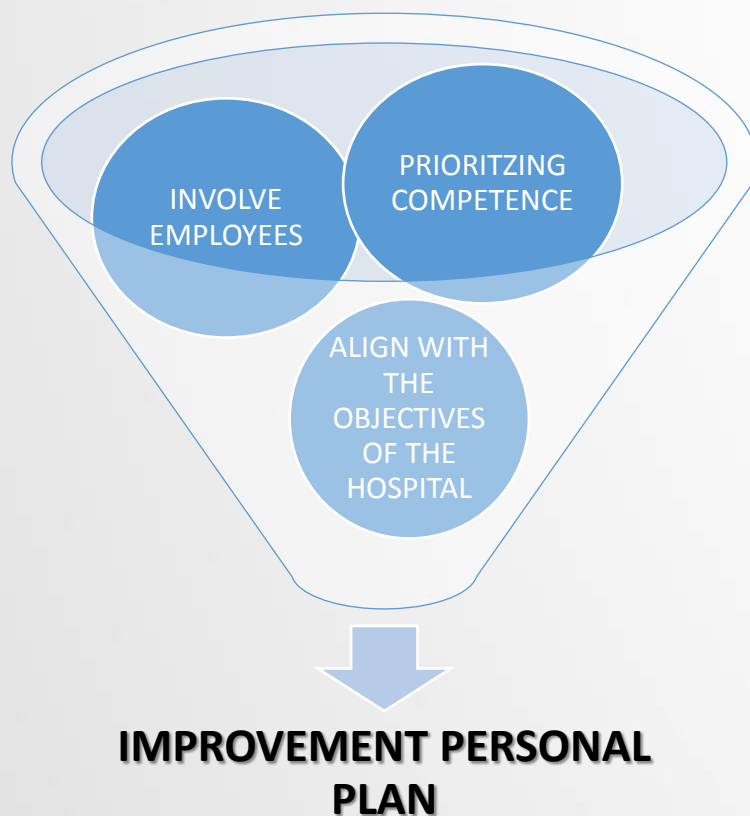 INVOLVE
EMPLOYEES
PRIORITZING
COMPETENCE
ALIGN WITH
THE
OBJECTIVES
OF THE
HOSPITAL
IMPROVEMENT PERSONAL
PLAN